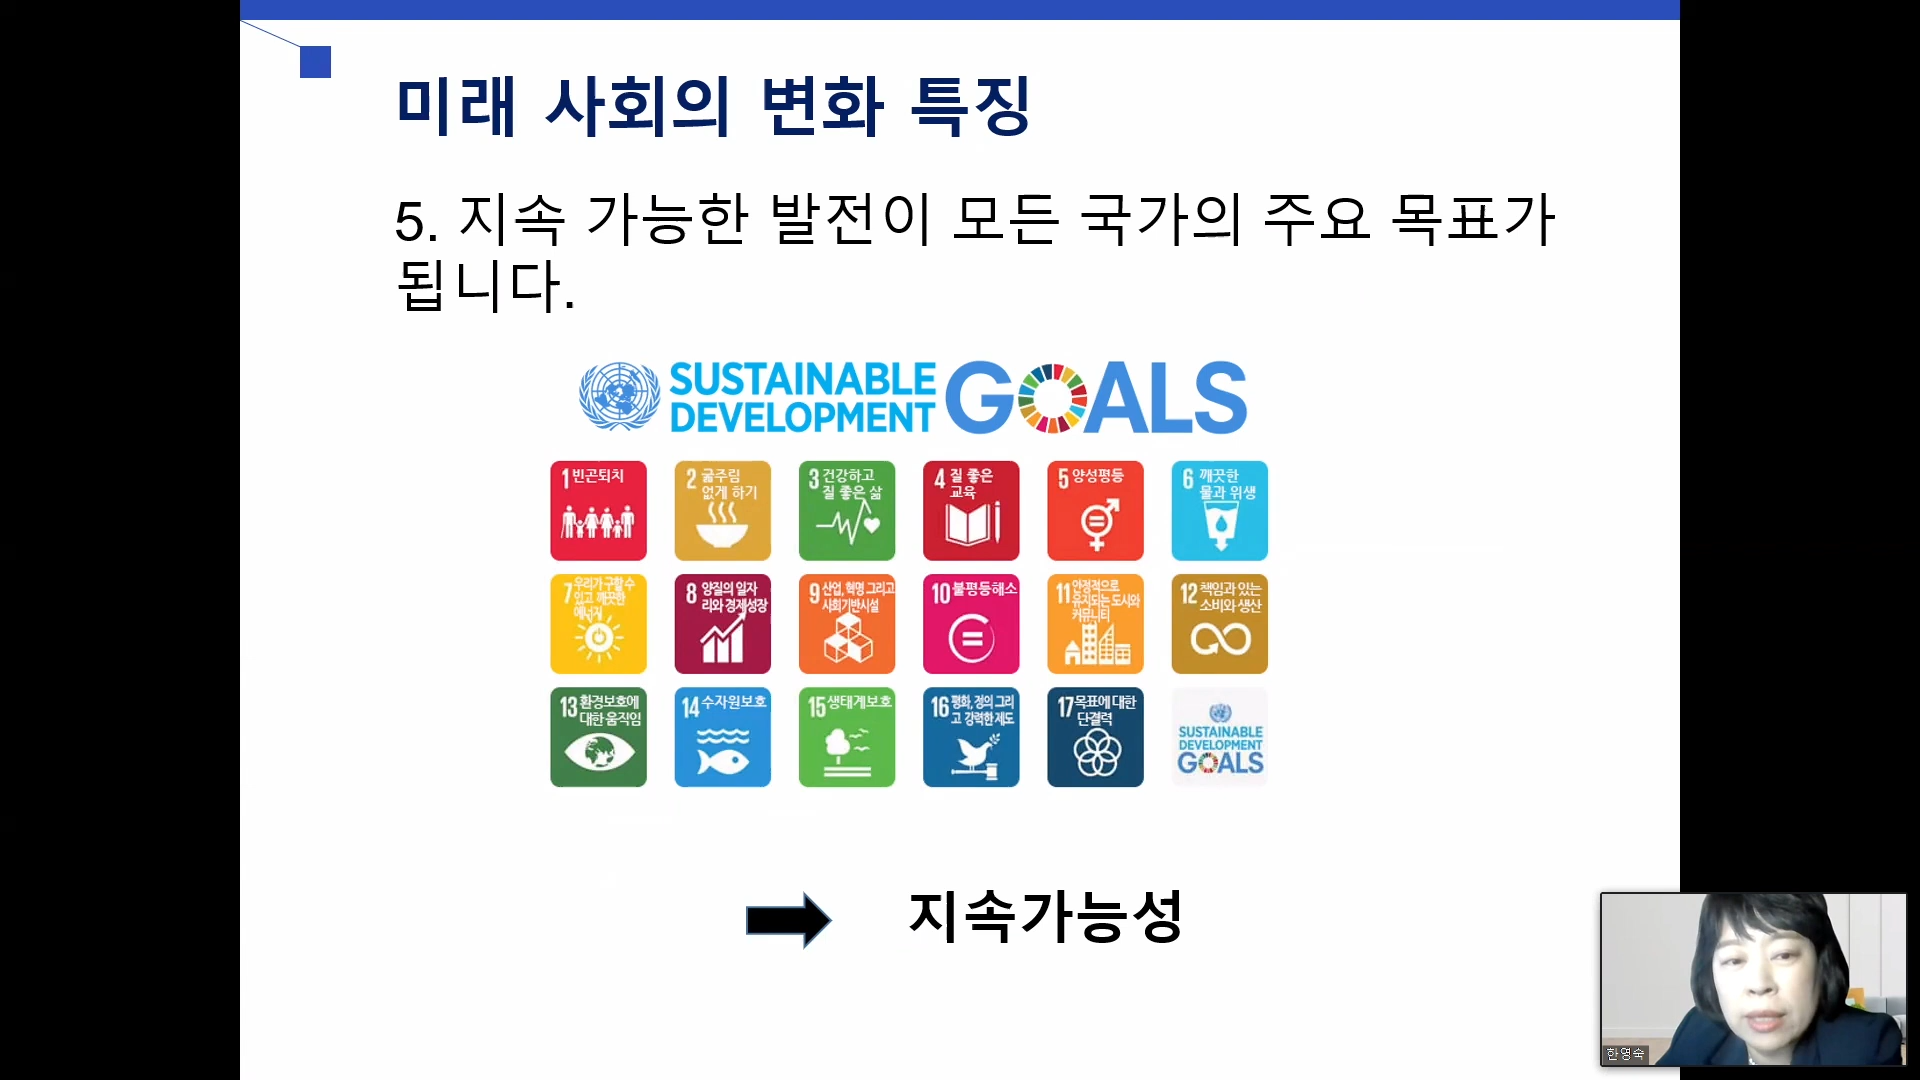 미래 사회의 변화 특징
5. 지속 가능한 발전이 모든 국가의 주요 목표가
됩니다.
SUSTAINABLE
DEVELOPMENT
GOALS
1 빈곤퇴치
2 굶주림
없게 하기
3 건강하고
질 좋은 삶
4 질 좋은
교육
5 양성평등
6 깨끗한
물과 위생
7 우리가 구할 수
있고 깨끗한
에너지
8 양질의 일자
리와 경제성장
9 산업, 혁명 그리고
사회기반시설
10 불평등해소
11 안정적으로
유지되는 도시와
커뮤니티
12 책임과 있는
소비와 생산
13 환경보호에
대한 움직임
14 수자원보호
15 생태계보호
16 평화, 정의 그리
고 강력한 제도
17 목표에 대한
단결력
SUSTAINABLE
DEVELOPMENT
GOALS
지속가능성
한영숙